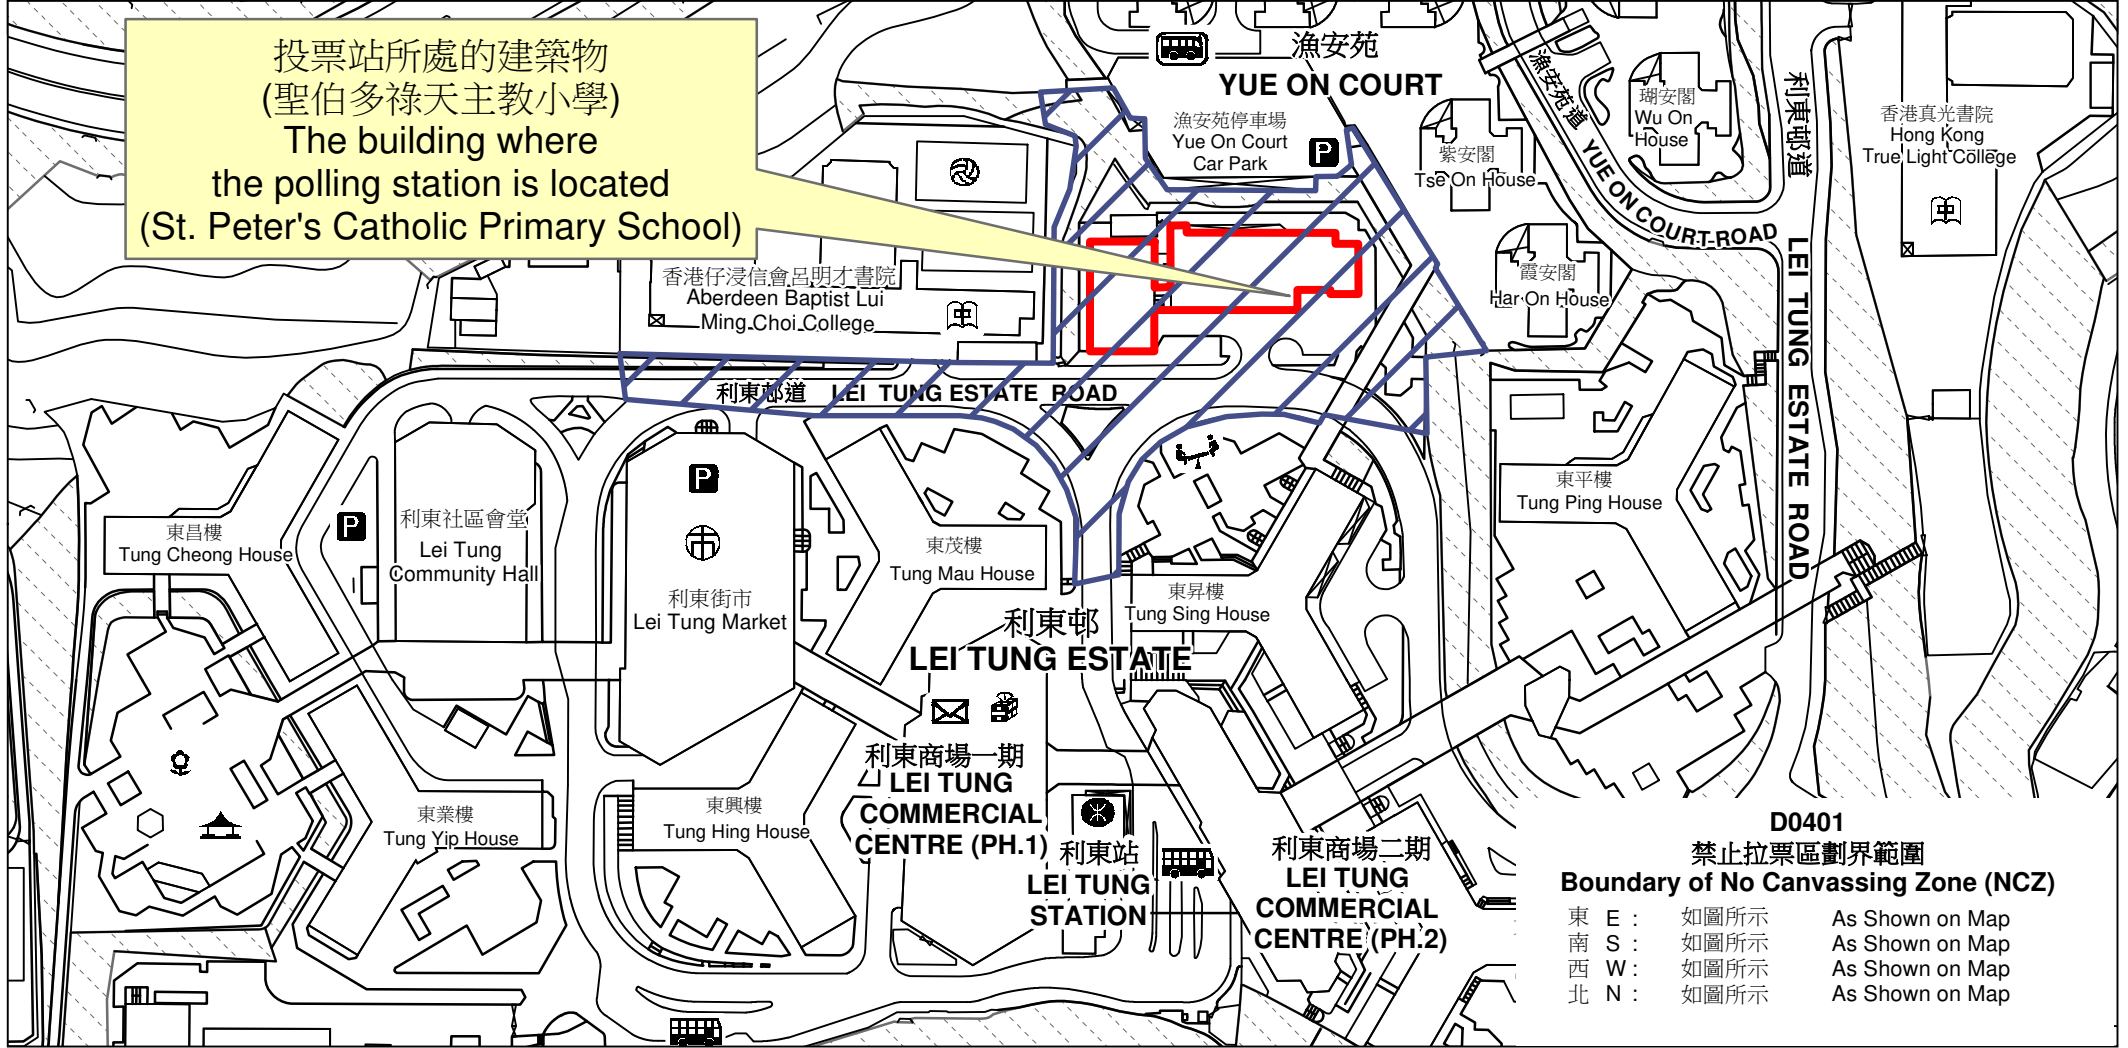 投票站所處的建築物
(聖伯多祿天主教小學)
The building where
the polling station is located
(St. Peter's Catholic Primary School)
漁安苑
YUE ON COURT
漁安苑停車場
Yue On Court
Car Park
P
紫安閣
Tse On House
瑚安閣
Wu On
House
霞安閣
Har On House
漁安苑道 YUE ON COURT ROAD
利東邨道 LEI TUNG ESTATE ROAD
香港真光書院
Hong Kong
True Light College
中
香港仔浸信會呂明才書院
Aberdeen Baptist Lui
Ming Choi College
中
利東邨道 LEI TUNG ESTATE ROAD
東昌樓
Tung Cheong House
P
利東社區會堂
Lei Tung
Community Hall
P
市
利東街市
Lei Tung Market
東茂樓
Tung Mau House
東昇樓
Tung Sing House
東平樓
Tung Ping House
利東邨
LEI TUNG ESTATE
利東商場一期
LEI TUNG
COMMERCIAL
CENTRE (PH.1)
東業樓
Tung Yip House
東興樓
Tung Hing House
利東站
LEI TUNG
STATION
利東商場二期
LEI TUNG
COMMERCIAL
CENTRE (PH.2)
D0401
禁止拉票區劃界範圍
Boundary of No Canvassing Zone (NCZ)
東 E : 如圖所示 As Shown on Map
南 S : 如圖所示 As Shown on Map
西 W : 如圖所示 As Shown on Map
北 N : 如圖所示 As Shown on Map